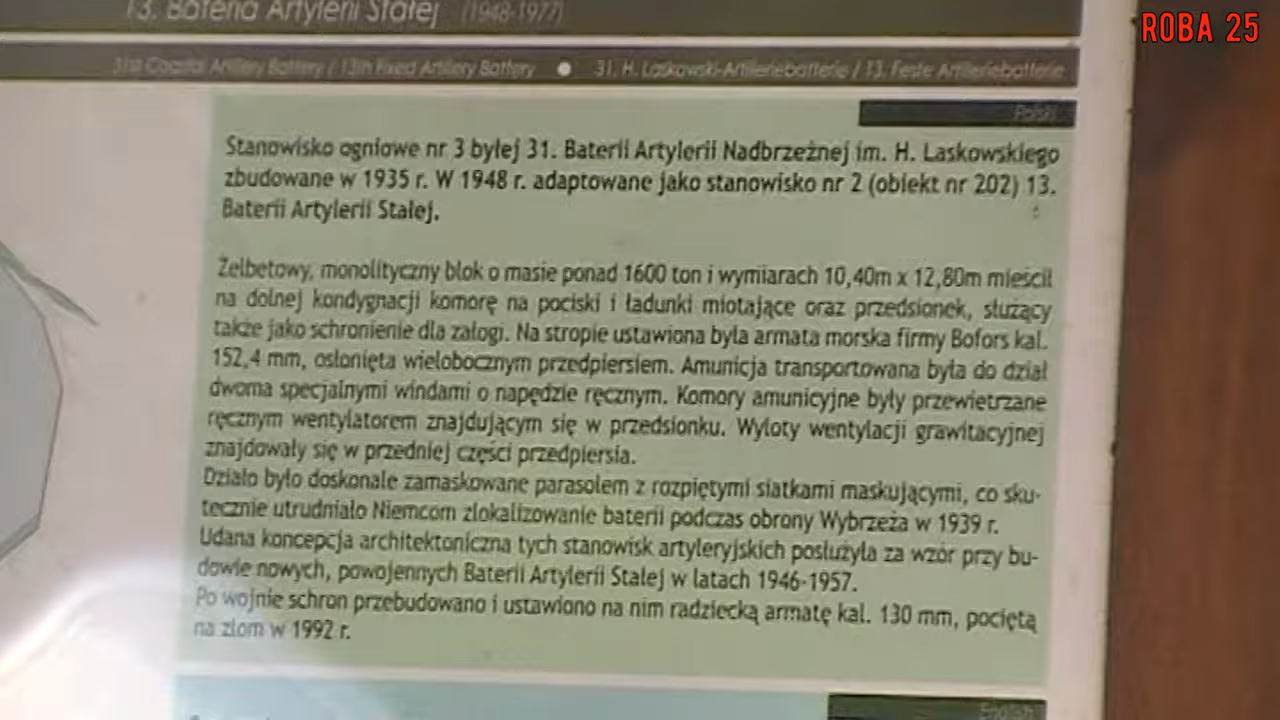 ROBA 25
13. Bateria Artylerii Stałej (1948-1977)
31st Coastal Artillery Battery / 13th Fixed Artillery Battery ● 31. H. Laskowski-Artilleriebatterie / 13. Feste Artilleriebatterie
Polski
Stanowisko ogniowe nr 3 byłej 31. Baterii Artylerii Nadbrzeżnej im. H. Laskowskiego
zbudowane w 1935 r. W 1948 r. adaptowane jako stanowisko nr 2 (obiekt nr 202) 13.
Baterii Artylerii Stałej.
Żelbetowy, monolityczny blok o masie ponad 1600 ton i wymiarach 10,40m x 12,80m mieścił
na dolnej kondygnacji komorę na pociski i ładunki miotające oraz przedsionek, służący
także jako schronienie dla załogi. Na stropie ustawiona była armata morska firmy Bofors kal.
152,4 mm, osłonięta wielobocznym przedpiersiem. Amunicja transportowana była do dział
dwoma specjalnymi windami o napędzie ręcznym. Komory amunicyjne były przewietrzane
ręcznym wentylatorem znajdującym się w przedsionku. Wyloty wentylacji grawitacyjnej
znajdowały się w przedniej części przedpiersia.
Działo było doskonale zamaskowane parasolem z rozpiętymi siatkami maskującymi, co sku-
tecznie utrudniało Niemcom zlokalizowanie baterii podczas obrony Wybrzeża w 1939 r.
Udana koncepcja architektoniczna tych stanowisk artyleryjskich posłużyła za wzór przy bu-
dowie nowych, powojennych Baterii Artylerii Stałej w latach 1946-1957.
Po wojnie schron przebudowano i ustawiono na nim radziecką armatę kal. 130 mm, pociętą
na złom w 1992 r.
English